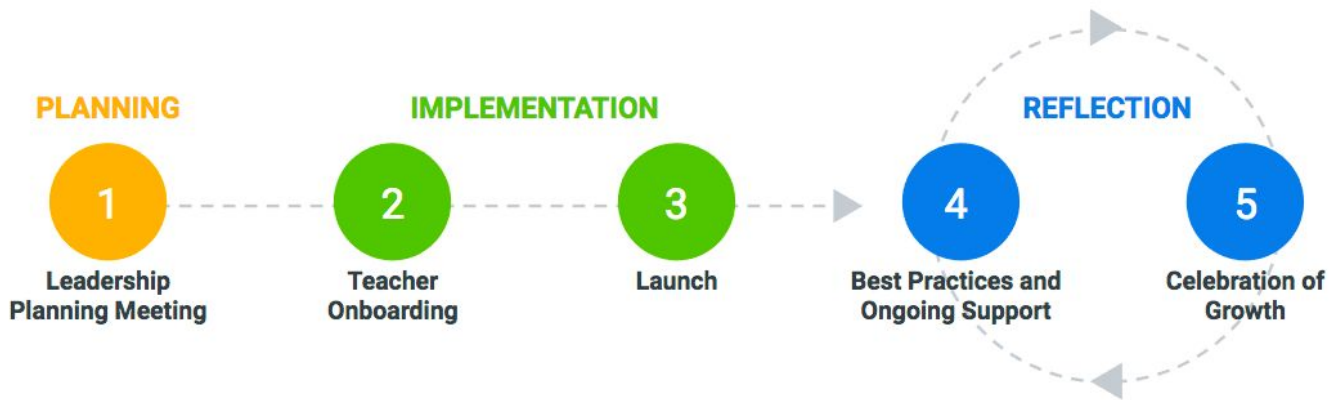 PLANNING
IMPLEMENTATION
REFLECTION
1
2
3
4
5
Leadership
Planning Meeting
Teacher
Onboarding
Launch
Best Practices and
Ongoing Support
Celebration of
Growth